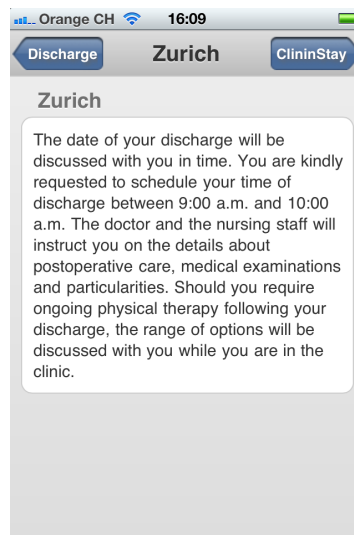 Orange CH 16:09
Discharge Zurich ClininStay
Zurich
The date of your discharge will be
discussed with you in time. You are kindly
requested to schedule your time of
discharge between 9:00 a.m. and 10:00
a.m. The doctor and the nursing staff will
instruct you on the details about
postoperative care, medical examinations
and particularities. Should you require
ongoing physical therapy following your
discharge, the range of options will be
discussed with you while you are in the
clinic.